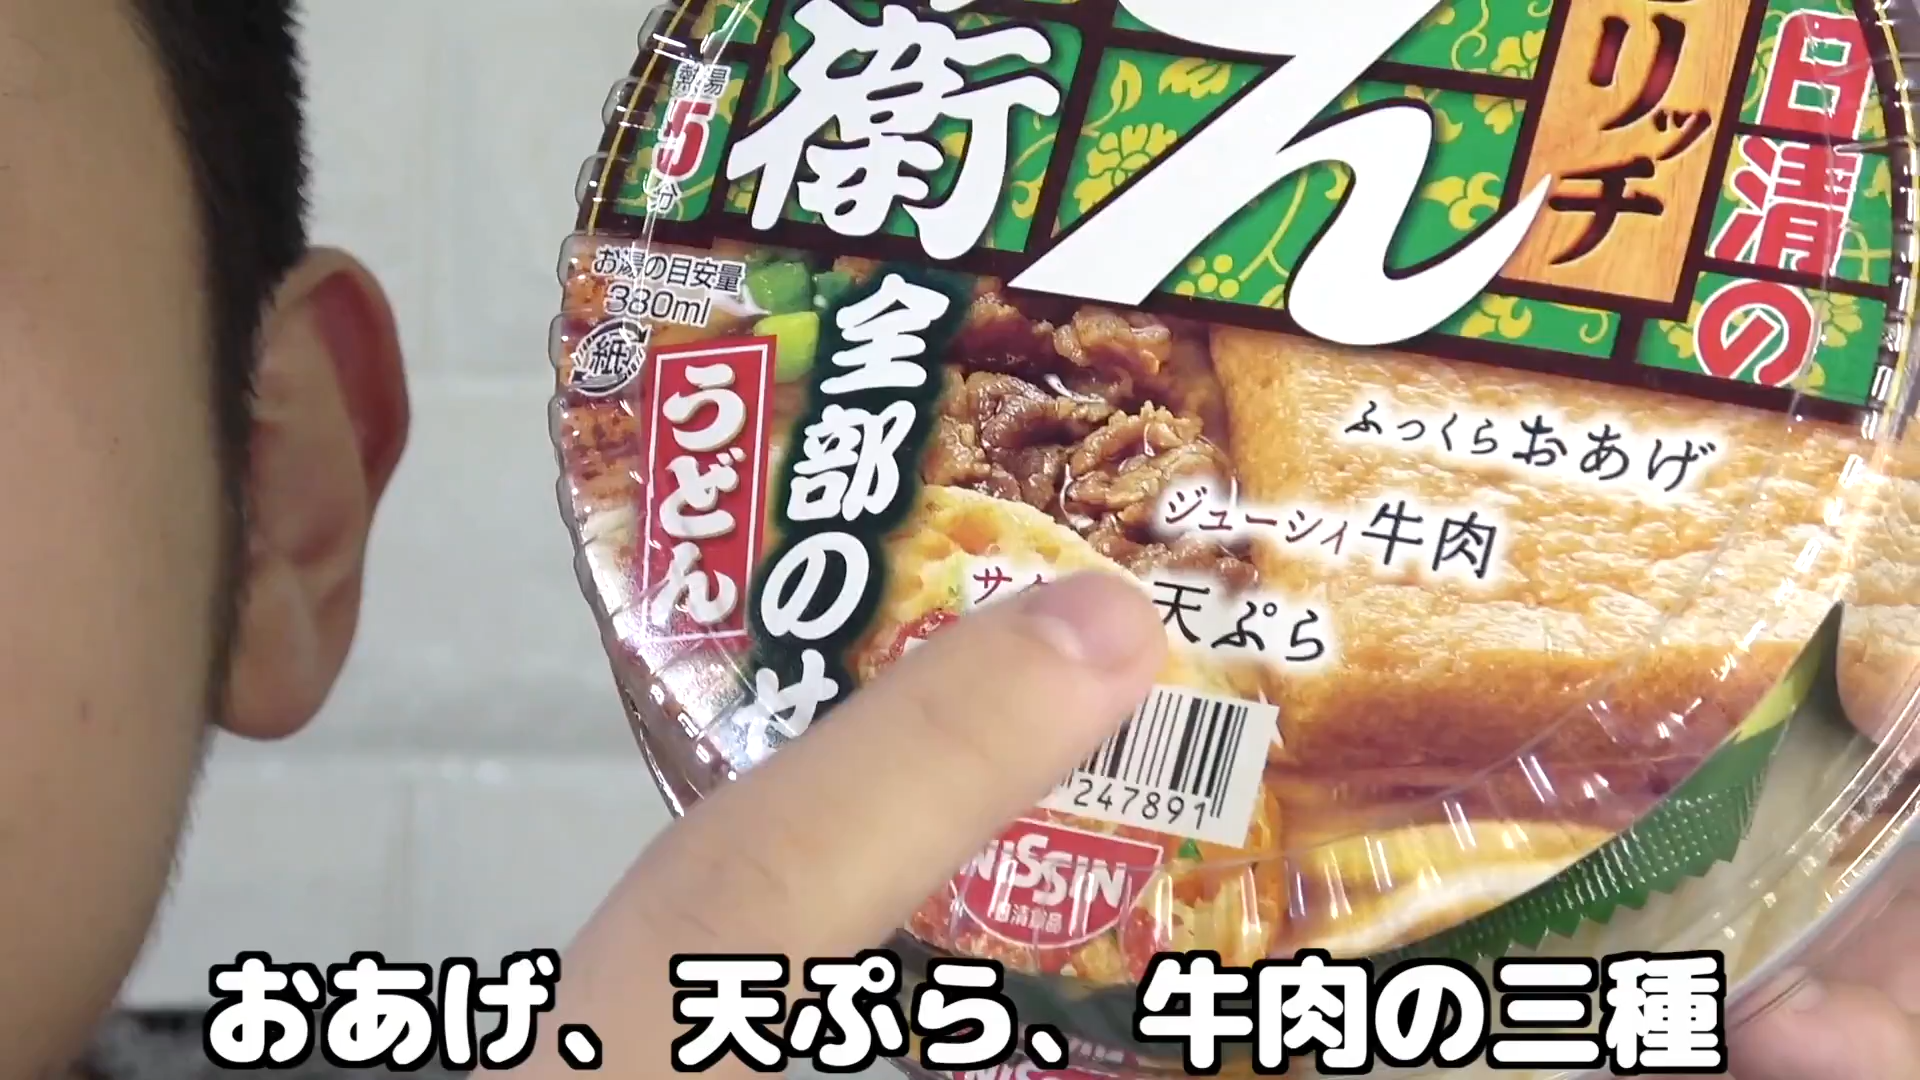 日清の
リッチ
ん
衛
熱湯
5
分
お湯の目安量
380ml
紙
うどん
全部のせ
ふっくらおあげ
ジューシィ牛肉
天ぷら
247891
NISSIN
日清食品
おあげ、天ぷら、牛肉の三種